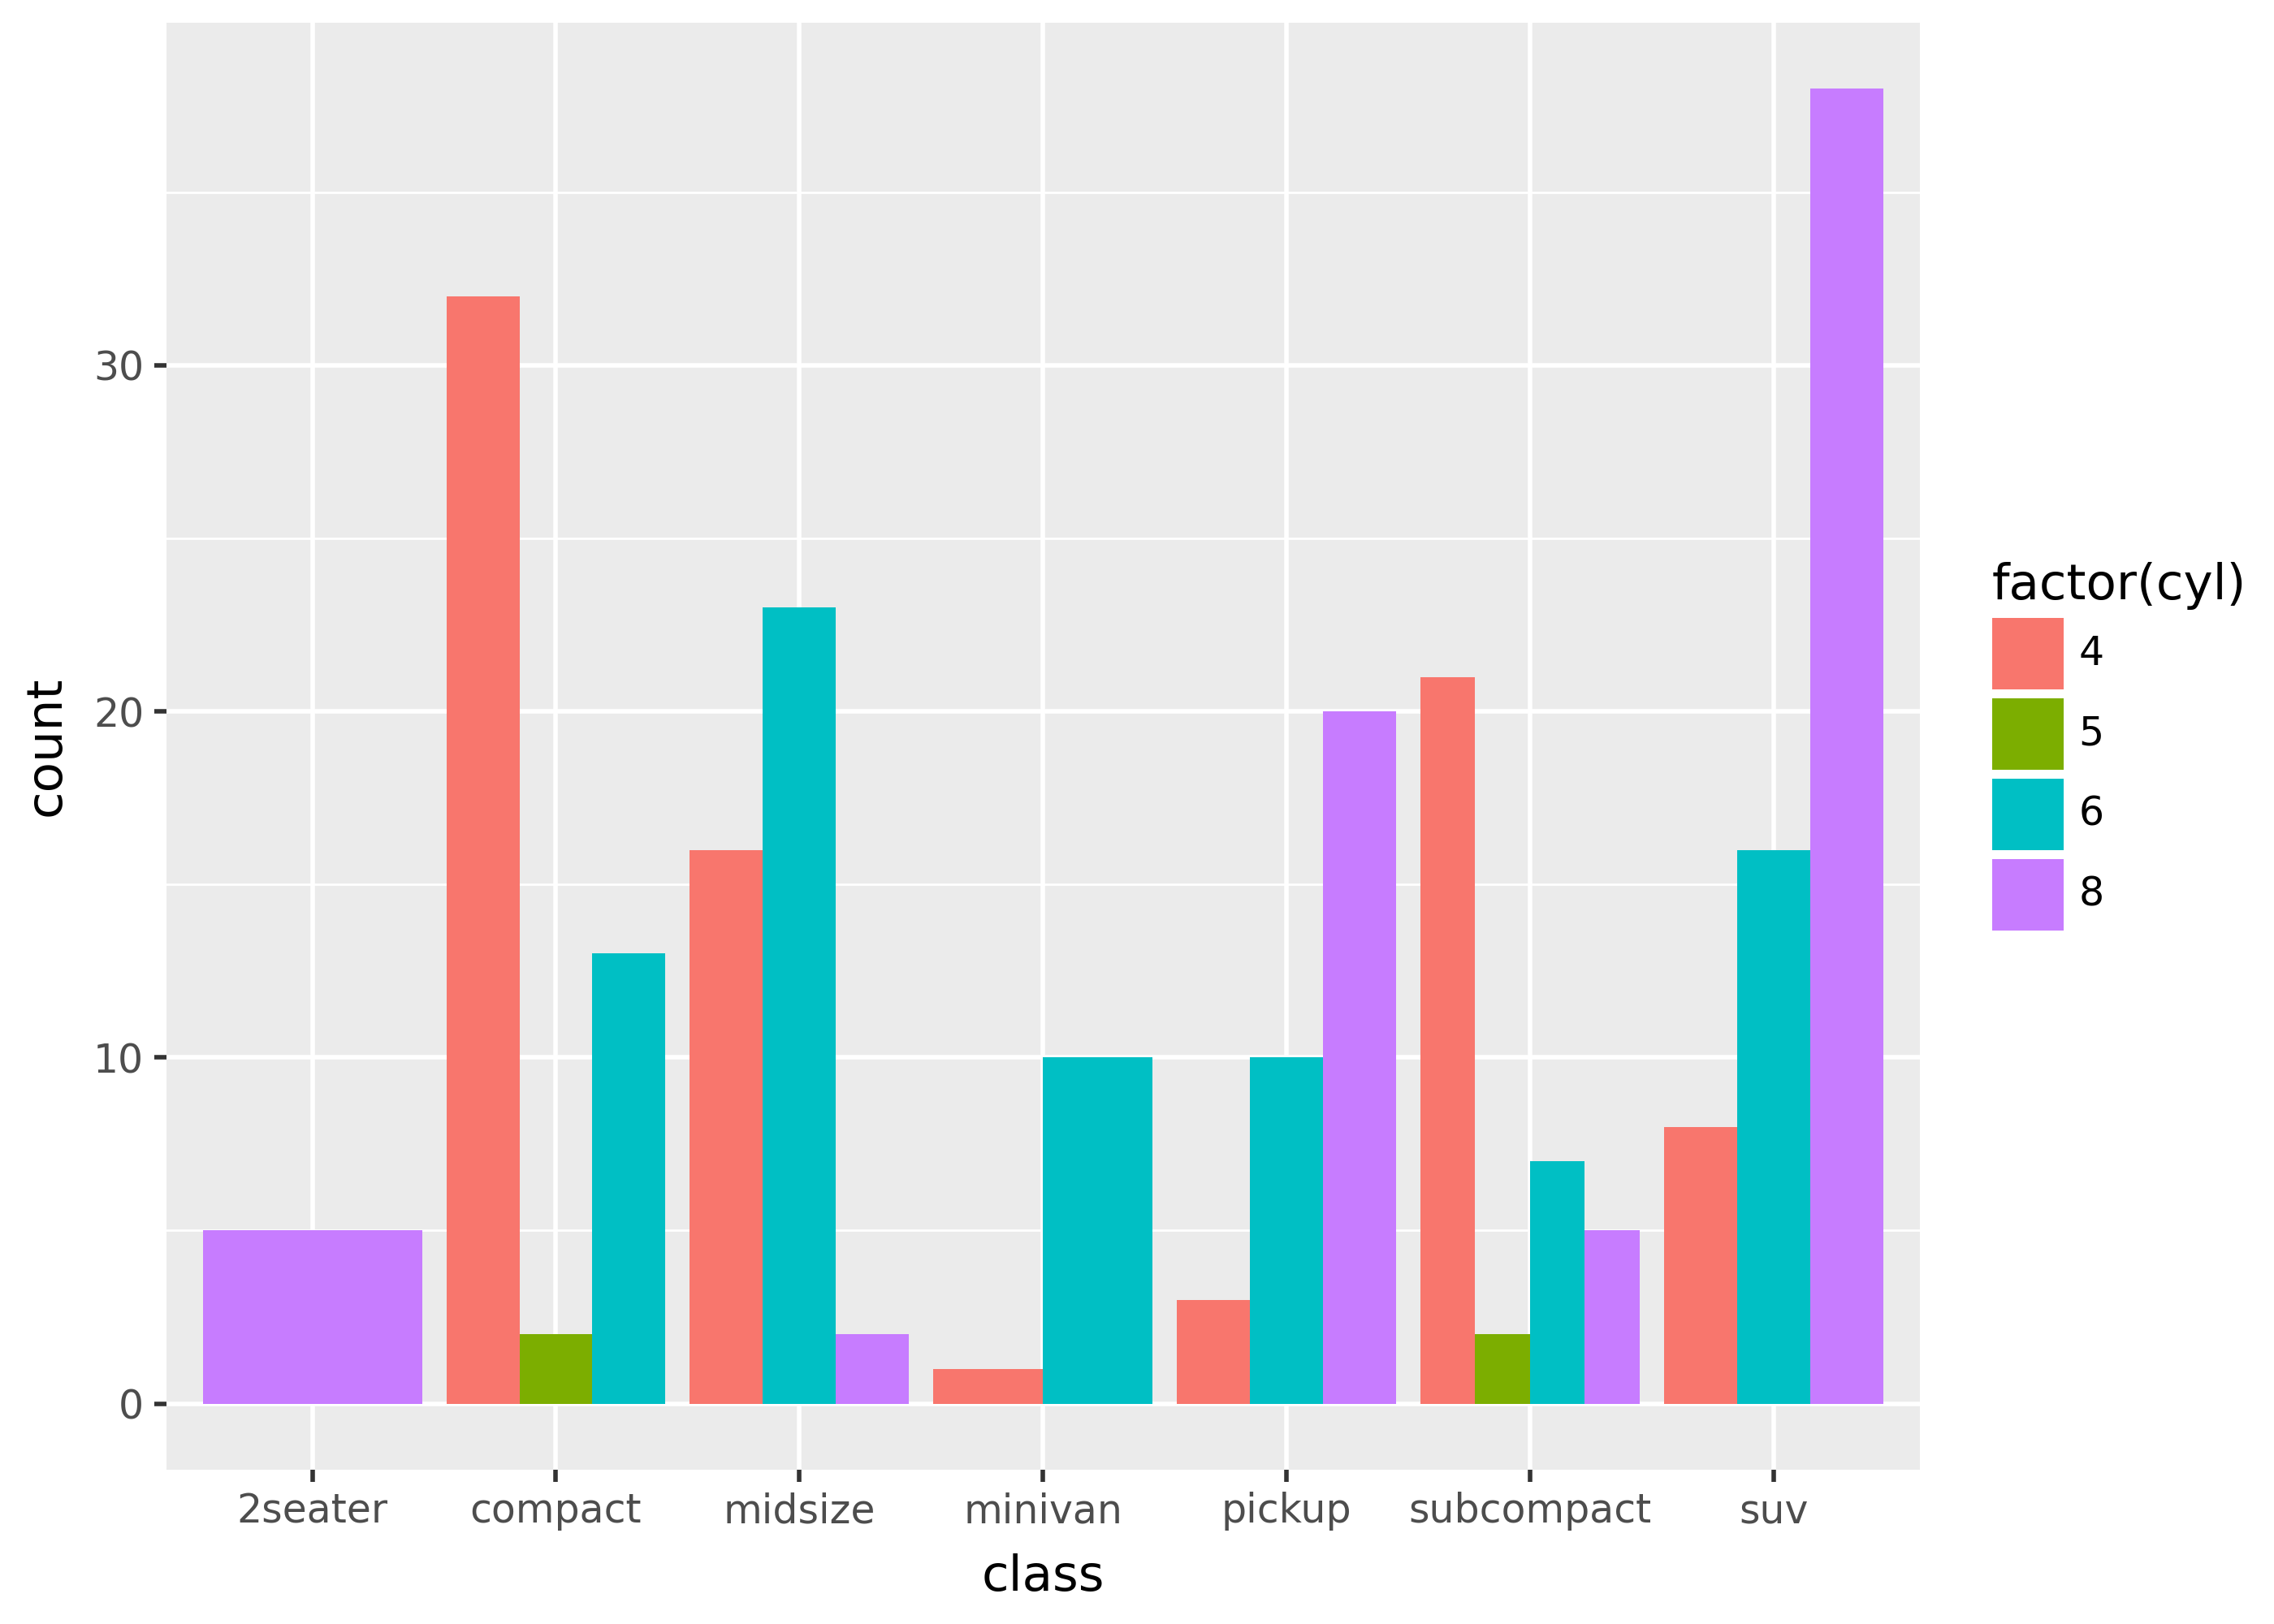 count
30
20
10
0
2seater compact midsize minivan pickup subcompact suv
class
factor(cyl)
4
5
6
8